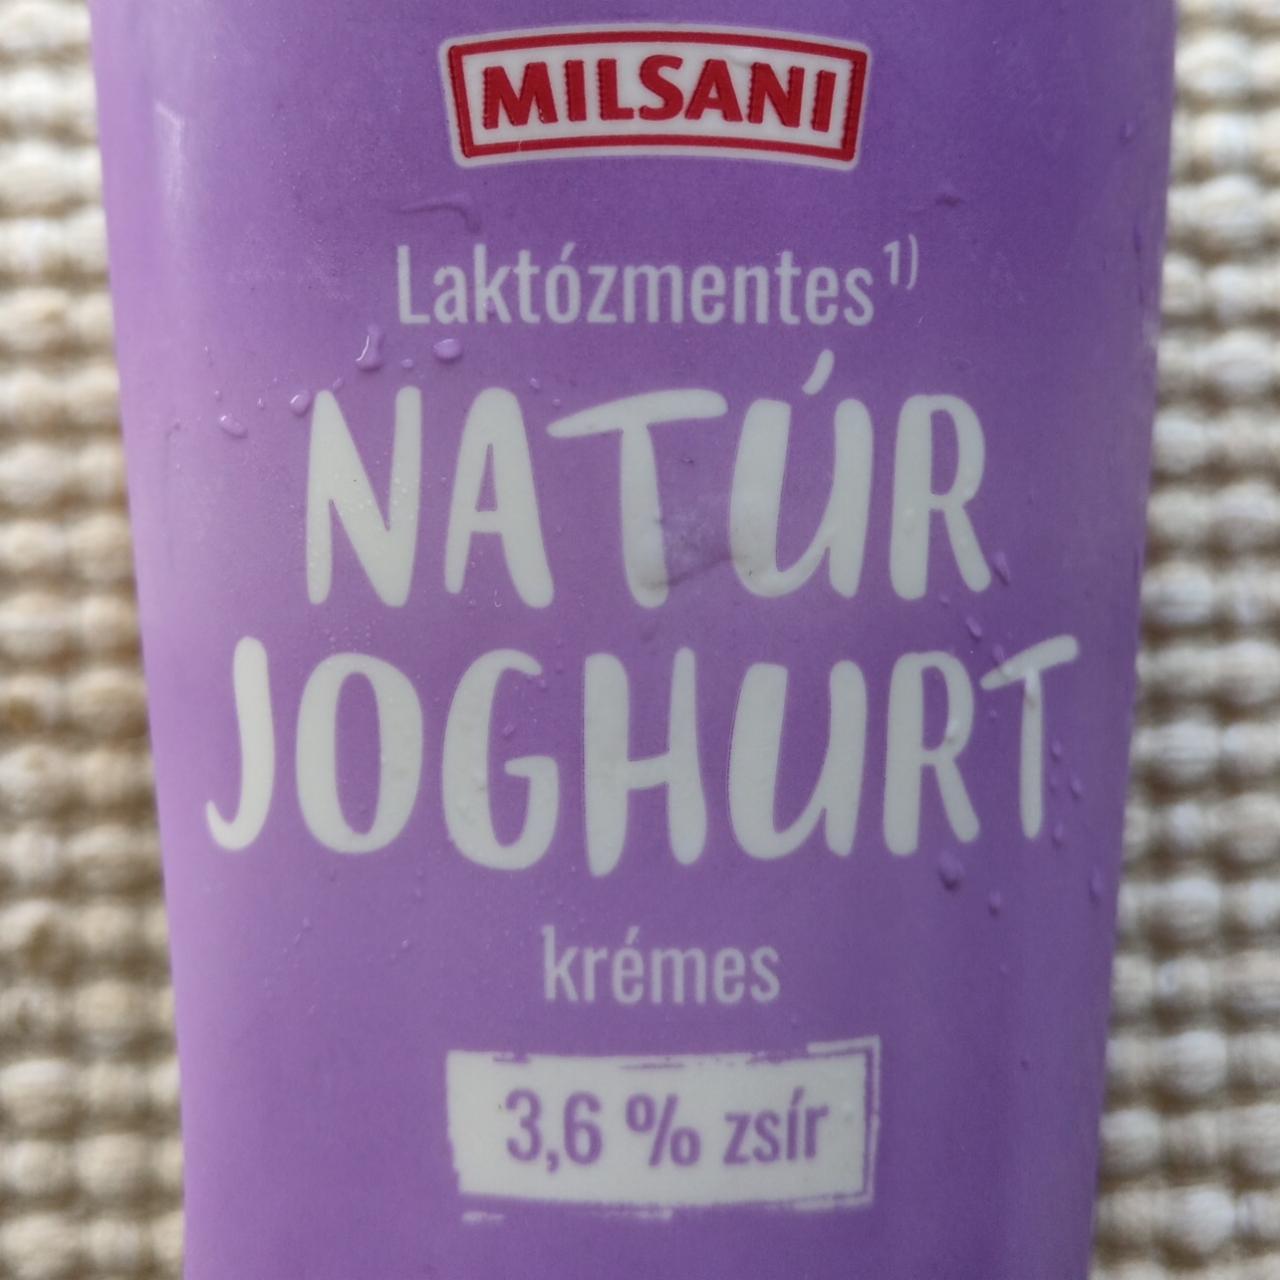 MILSANI
Laktózmentes¹⁾
NATÚR
JOGHURT
krémes
3,6 % zsír